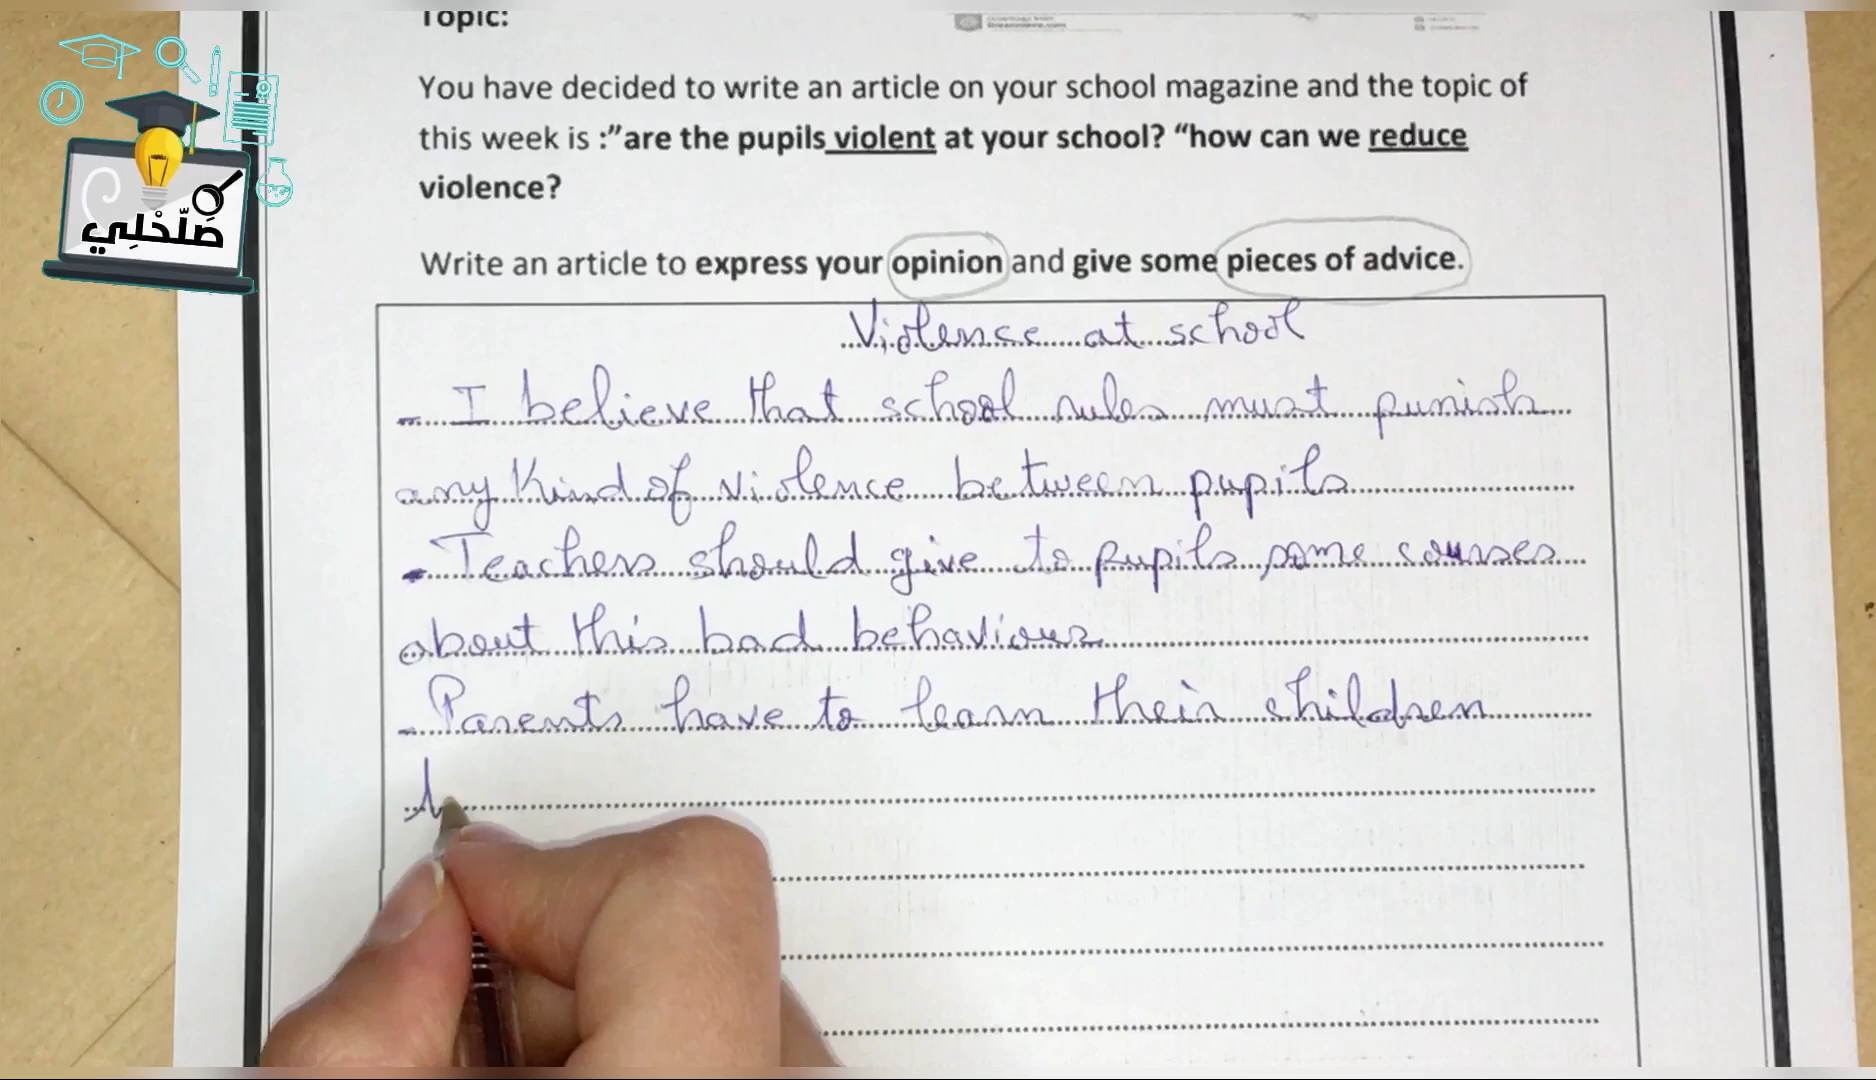 Topic:
You have decided to write an article on your school magazine and the topic of
this week is :”are the pupils violent at your school? “how can we reduce
violence?
Write an article to express your opinion and give some pieces of advice.
صَلَّحْلِي
Violence at school
- I believe that school rules must punish
any kind of violence between pupils
- Teachers should give to pupils some courses
about this bad behaviour
- Parents have to learn their children